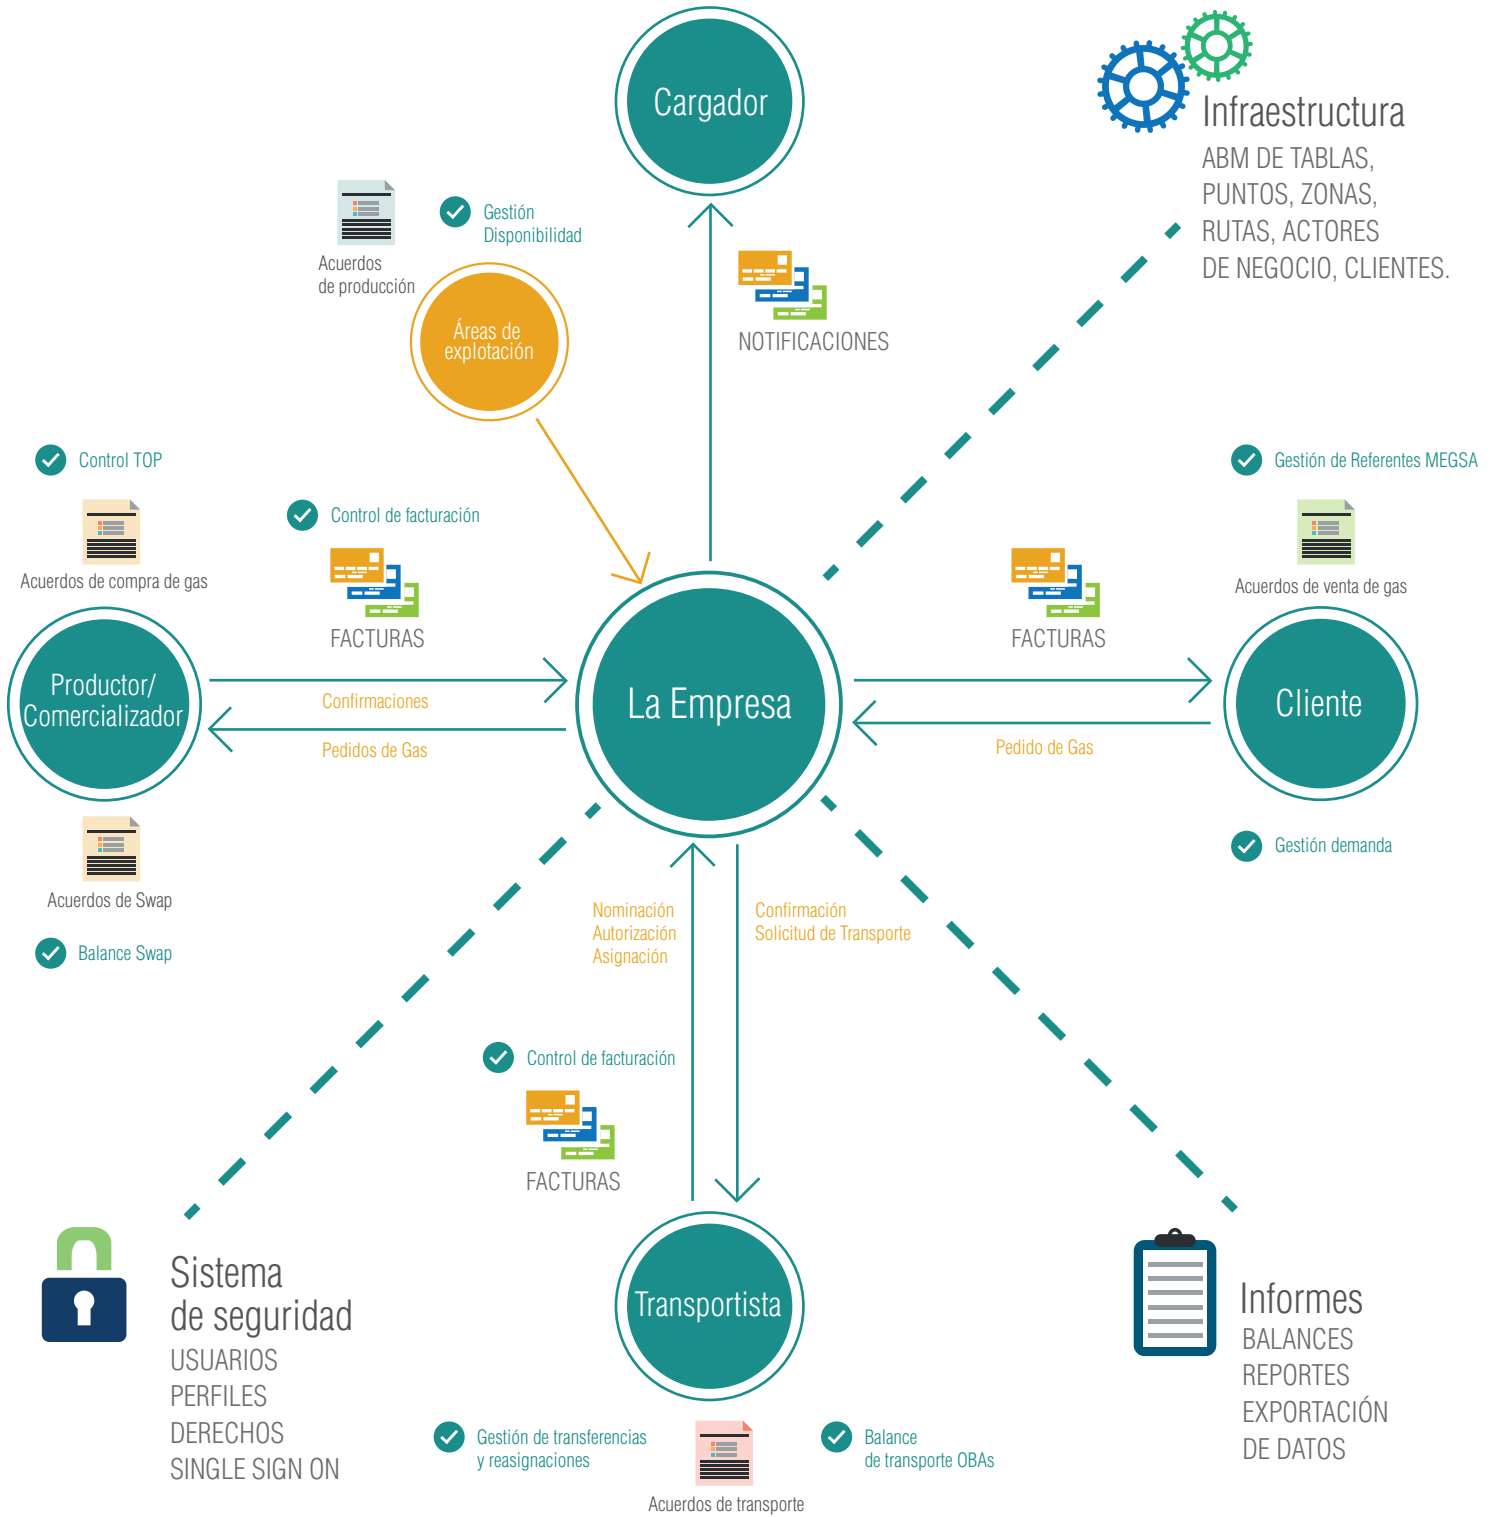 Cargador
Infraestructura
ABM DE TABLAS,
PUNTOS, ZONAS,
RUTAS, ACTORES
DE NEGOCIO, CLIENTES.
Gestión
Disponibilidad
Acuerdos
de producción
Áreas de
explotación
NOTIFICACIONES
Control TOP
Acuerdos de compra de gas
Control de facturación
FACTURAS
Gestión de Referentes MEGSA
Acuerdos de venta de gas
FACTURAS
Productor/
Comercializador
Confirmaciones
Pedidos de Gas
La Empresa
Pedido de Gas
Cliente
Gestión demanda
Acuerdos de Swap
Balance Swap
Nominación
Autorización
Asignación
Confirmación
Solicitud de Transporte
Control de facturación
FACTURAS
Sistema
de seguridad
USUARIOS
PERFILES
DERECHOS
SINGLE SIGN ON
Transportista
Informes
BALANCES
REPORTES
EXPORTACIÓN
DE DATOS
Gestión de transferencias
y reasignaciones
Acuerdos de transporte
Balance
de transporte OBAs